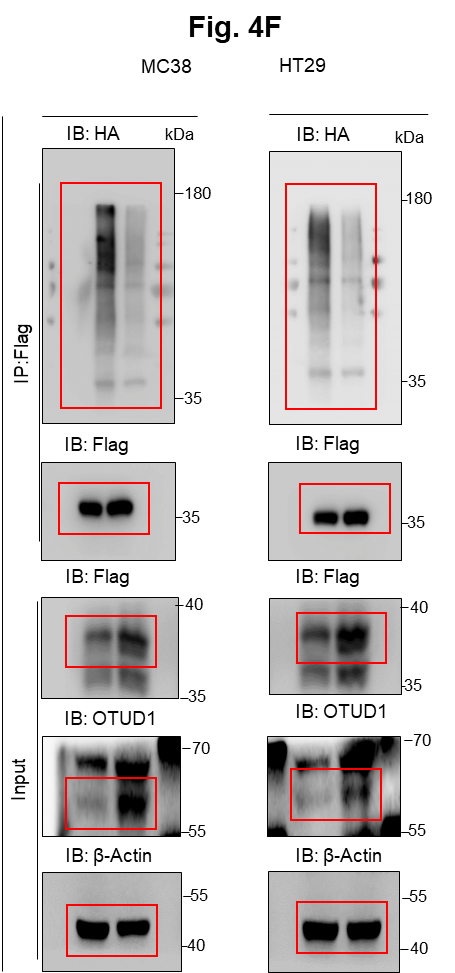 Fig. 4F
MC38 HT29
IB: HA kDa IB: HA kDa
180 180
IP:Flag
35 35
IB: Flag IB: Flag
35 35
IB: Flag IB: Flag
40 40
35 35
IB: OTUD1 IB: OTUD1
70 70
Input
55 55
IB: β-Actin IB: β-Actin
55 55
40 40